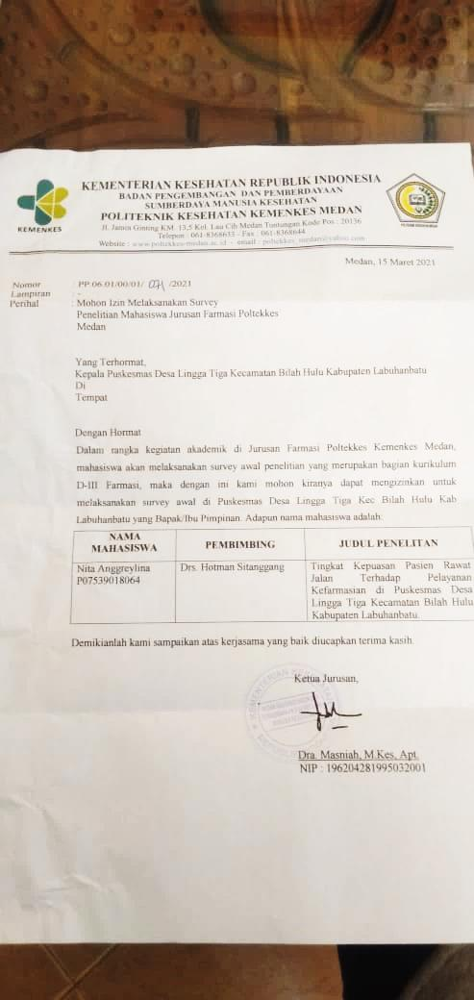 KEMENKES
KEMENTERIAN KESEHATAN REPUBLIK INDONESIA
BADAN PENGEMBANGAN DAN PEMBERDAYAAN
SUMBERDAYA MANUSIA KESEHATAN
POLITEKNIK KESEHATAN KEMENKES MEDAN
Jl. Jamin Ginting KM. 13,5 Kel. Lau Cih Medan Tuntungan Kode Pos : 20136
Telepon : 061-8368633 - Fax : 061-8368644
Website : www.poltekkes-medan.ac.id - email : poltekkes_medan@yahoo.com
Medan, 15 Maret 2021
Nomor : PP.06.01/00/01/ 071 /2021
Lampiran : -
Perihal : Mohon Izin Melaksanakan Survey
Penelitian Mahasiswa Jurusan Farmasi Poltekkes
Medan
Yang Terhormat,
Kepala Puskesmas Desa Lingga Tiga Kecamatan Bilah Hulu Kabupaten Labuhanbatu
Di
Tempat
Dengan Hormat
Dalam rangka kegiatan akademik di Jurusan Farmasi Poltekkes Kemenkes Medan,
mahasiswa akan melaksanakan survey awal penelitian yang merupakan bagian kurikulum
D-III Farmasi, maka dengan ini kami mohon kiranya dapat mengizinkan untuk
melaksanakan survey awal di Puskesmas Desa Lingga Tiga Kec Bilah Hulu Kab
Labuhanbatu yang Bapak/Ibu Pimpinan. Adapun nama mahasiswa adalah:
NAMA MAHASISWA PEMBIMBING JUDUL PENELITAN
Nita Anggreylina Drs. Hotman Sitanggang Tingkat Kepuasan Pasien Rawat
P07539018064 Jalan Terhadap Pelayanan
Kefarmasian di Puskesmas Desa
Lingga Tiga Kecamatan Bilah Hulu
Kabupaten Labuhanbatu.
Demikianlah kami sampaikan atas kerjasama yang baik diucapkan terima kasih.
Ketua Jurusan,
Dra. Masniah, M.Kes, Apt.
NIP : 196204281995032001